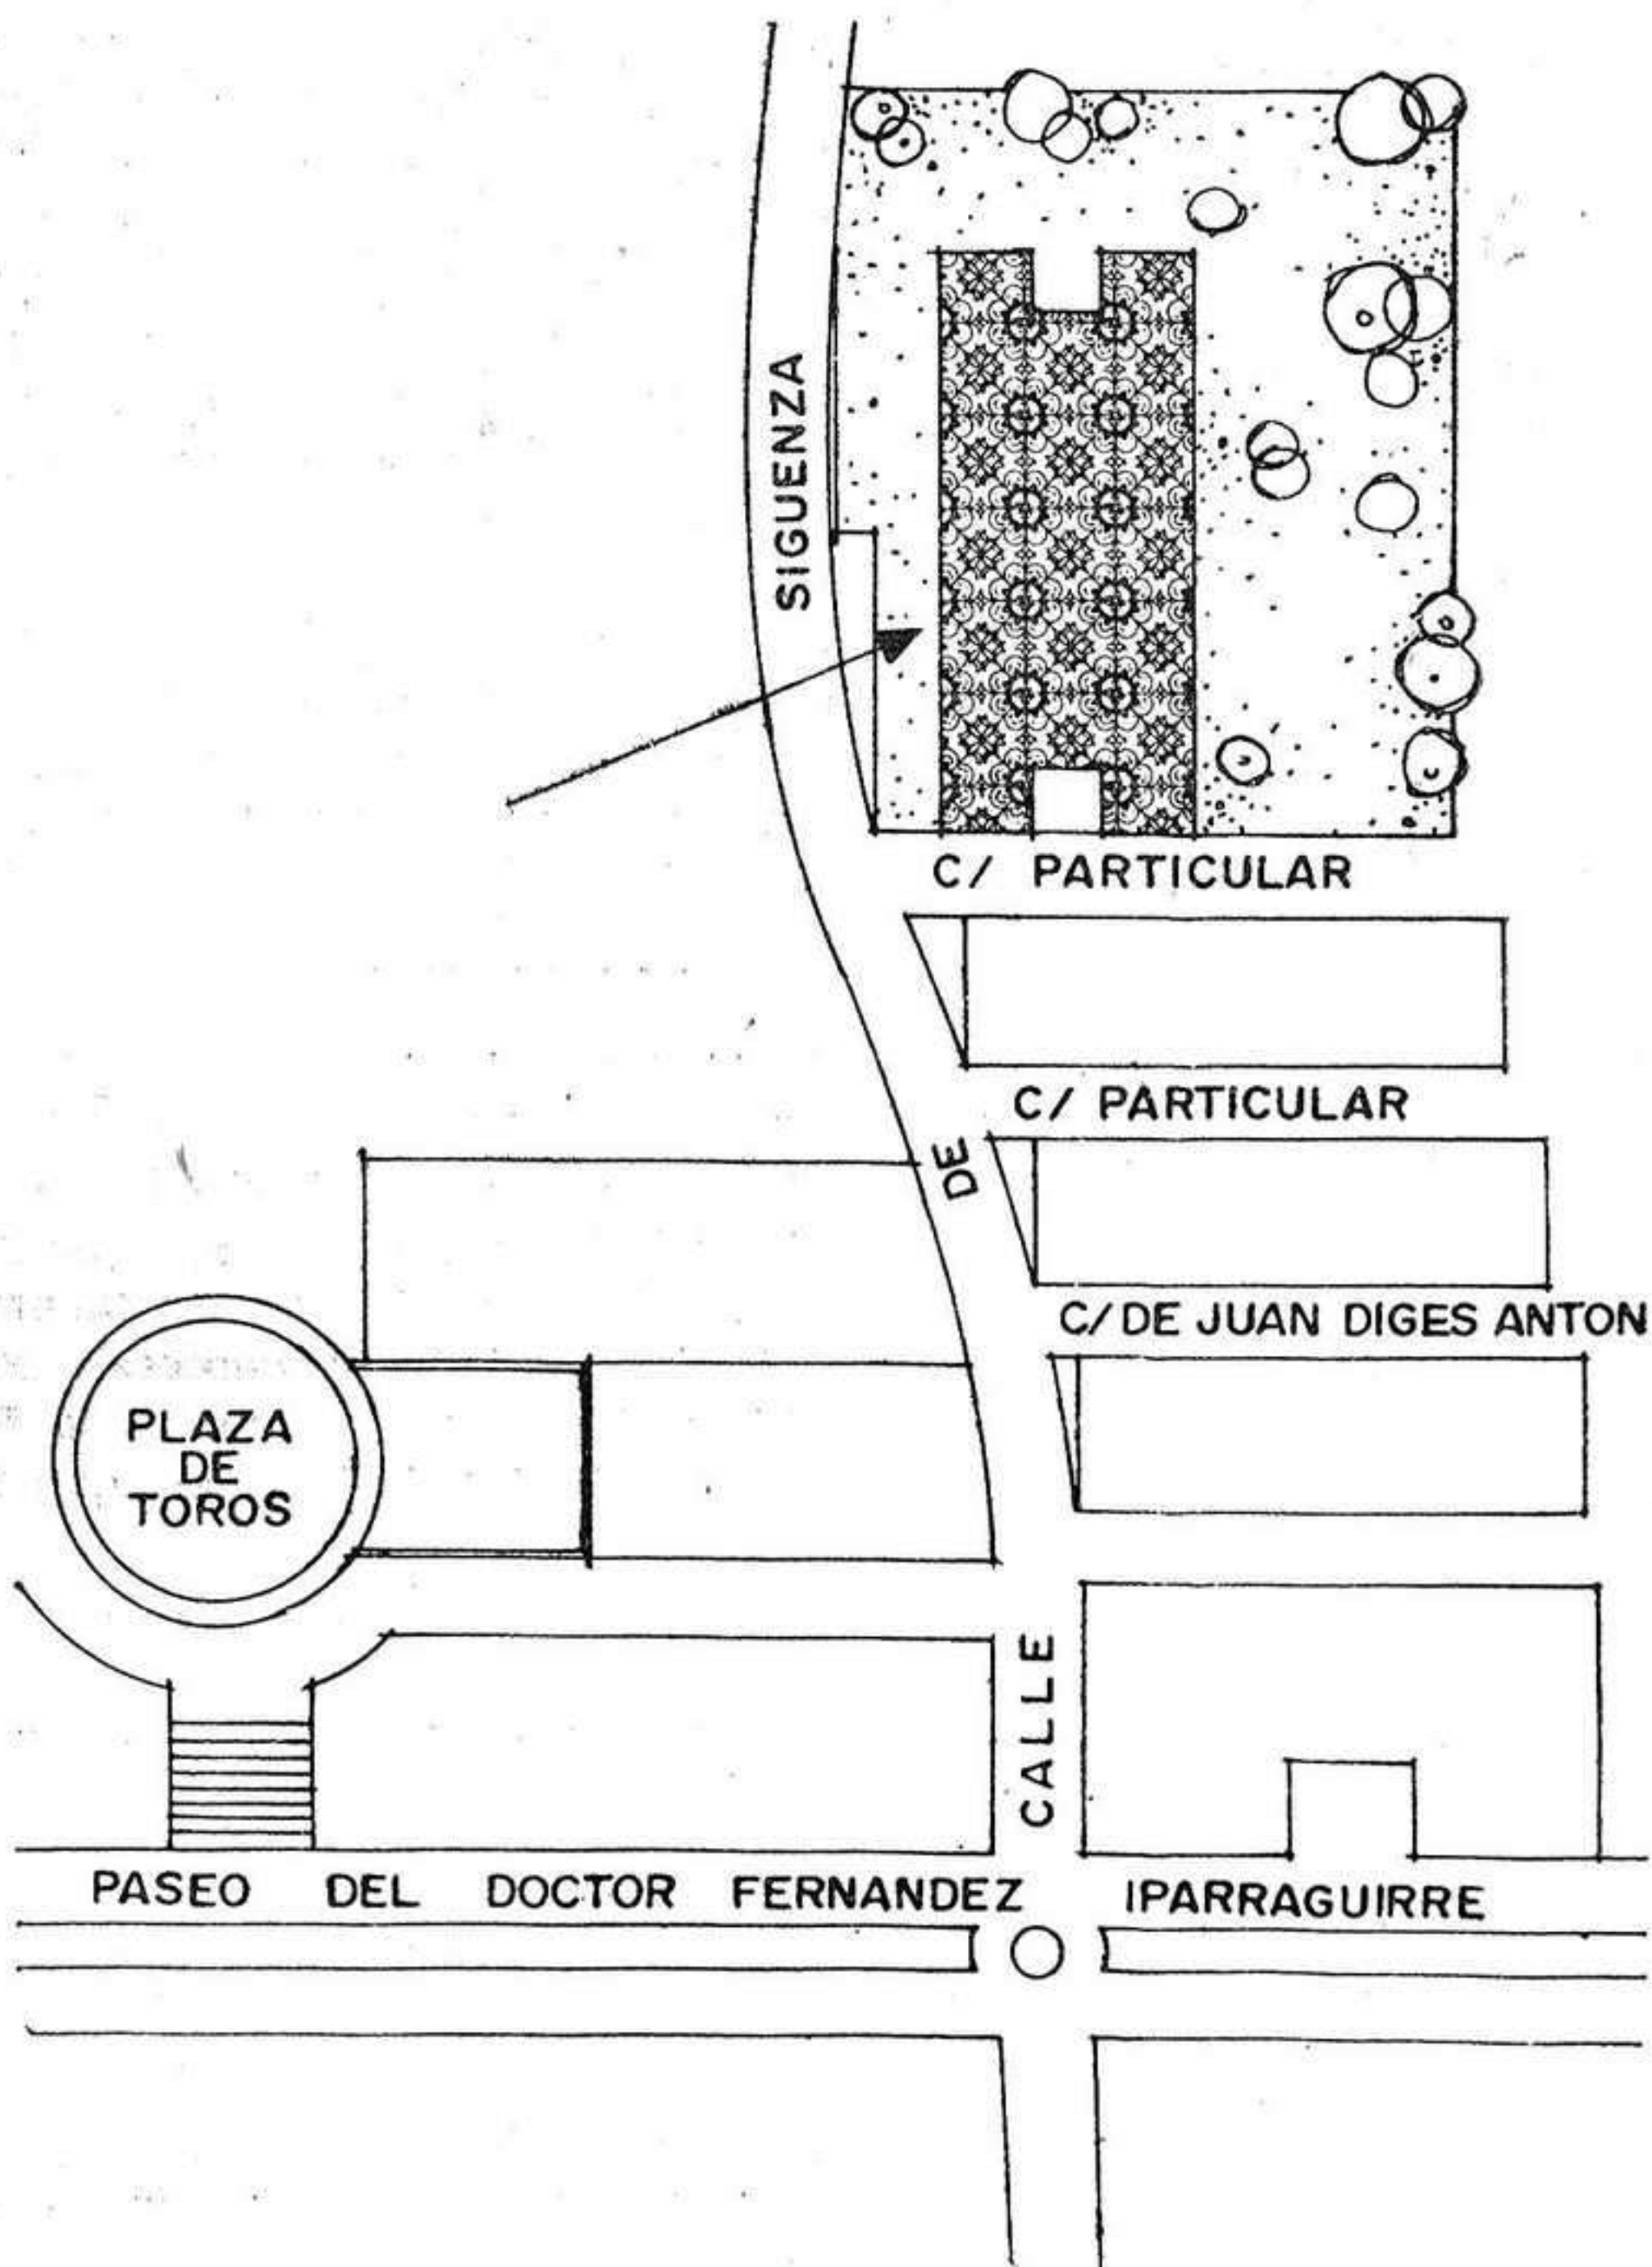 SIGUENZA
C/ PARTICULAR
C/ PARTICULAR
DE
C/ DE JUAN DIGES ANTON
PLAZA
DE
TOROS
CALLE
PASEO DEL DOCTOR FERNANDEZ IPARRAGUIRRE